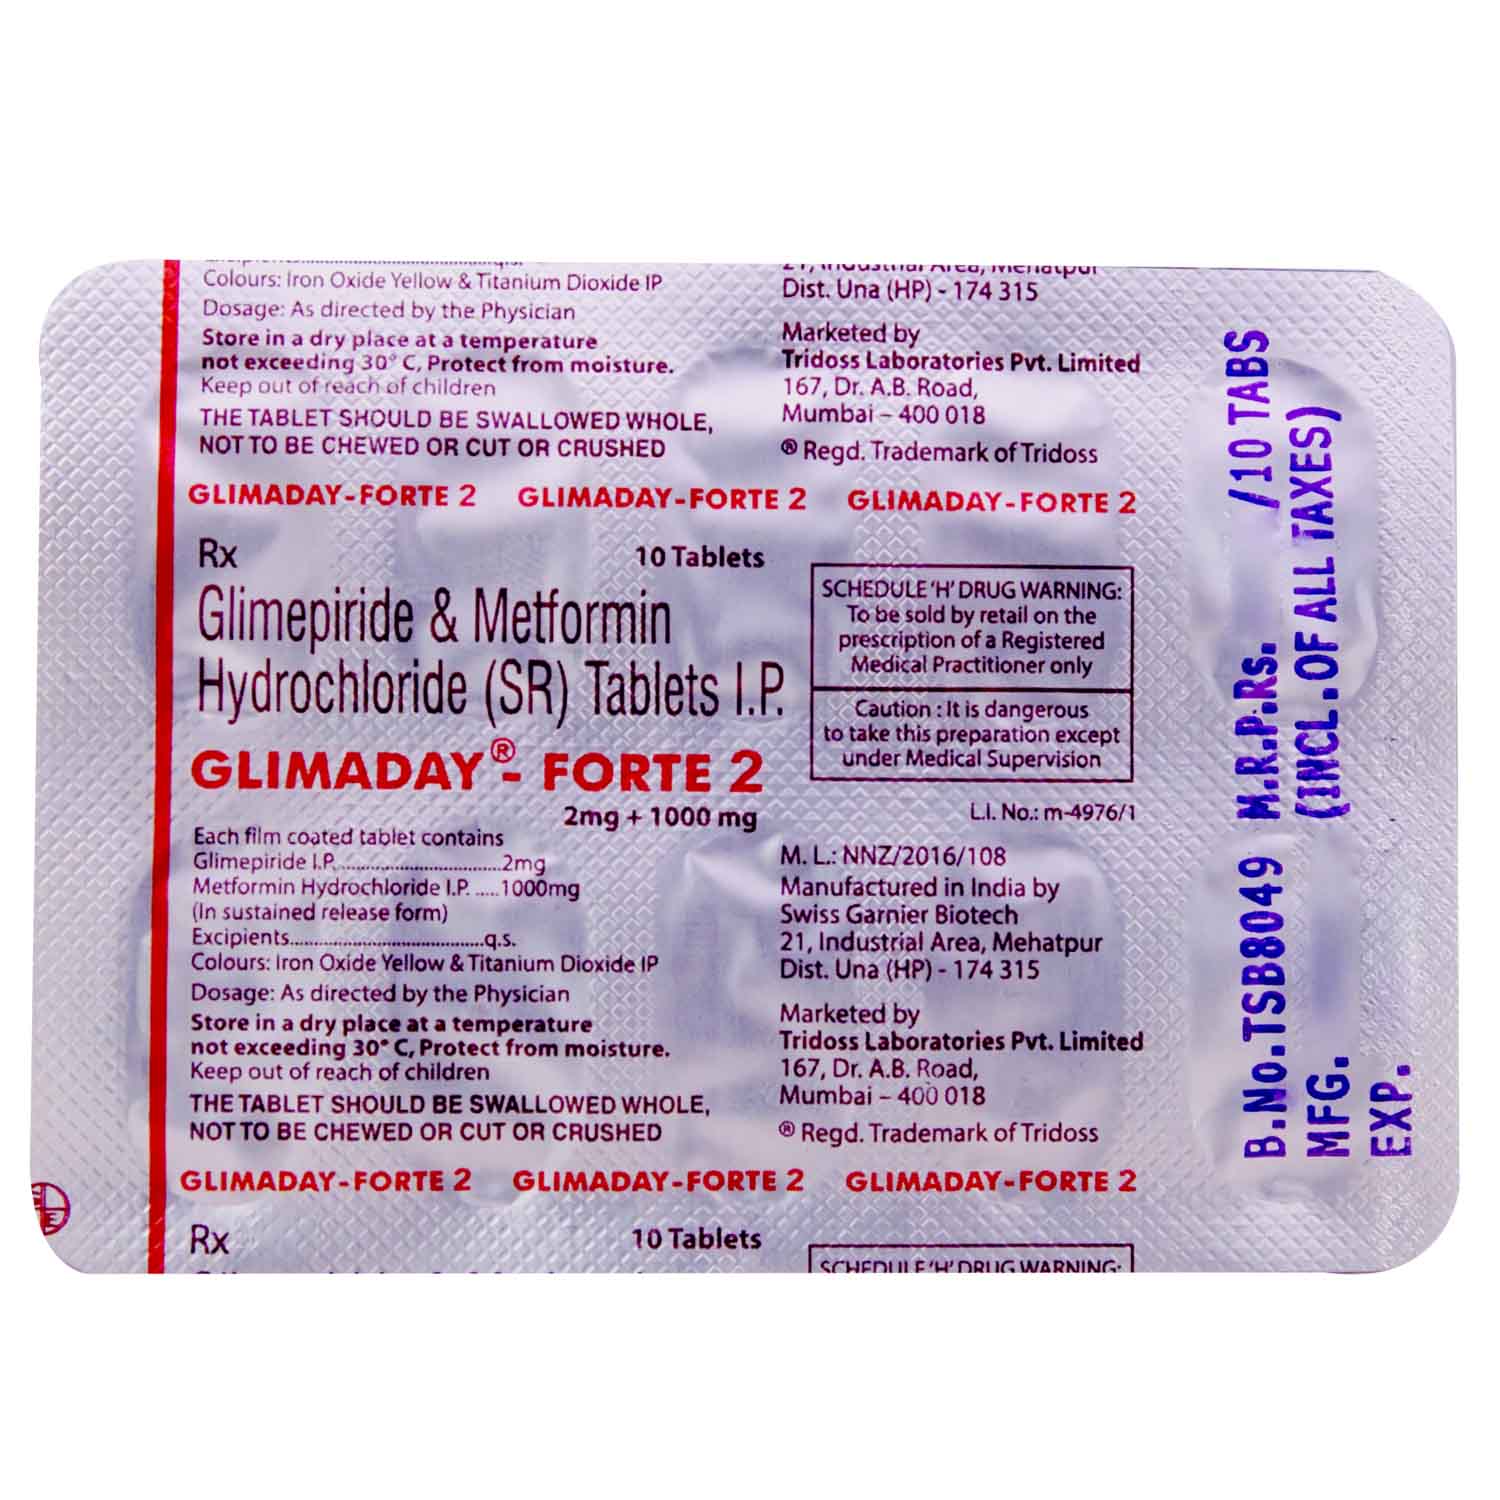 Colours: Iron Oxide Yellow & Titanium Dioxide IP
Dosage: As directed by the Physician
Store in a dry place at a temperature
not exceeding 30° C, Protect from moisture.
Keep out of reach of children
THE TABLET SHOULD BE SWALLOWED WHOLE,
NOT TO BE CHEWED OR CUT OR CRUSHED
21, Industrial Area, Mehatpur
Dist. Una (HP) - 174 315
Marketed by
Tridoss Laboratories Pvt. Limited
167, Dr. A.B. Road,
Mumbai – 400 018
® Regd. Trademark of Tridoss
GLIMADAY-FORTE 2 GLIMADAY-FORTE 2 GLIMADAY-FORTE 2
Rx 10 Tablets
Glimepiride & Metformin
Hydrochloride (SR) Tablets I.P.
GLIMADAY®- FORTE 2
2mg + 1000 mg
Each film coated tablet contains
Glimepiride I.P...............................2mg
Metformin Hydrochloride I.P. .....1000mg
(In sustained release form)
Excipients......................................q.s.
Colours: Iron Oxide Yellow & Titanium Dioxide IP
Dosage: As directed by the Physician
Store in a dry place at a temperature
not exceeding 30° C, Protect from moisture.
Keep out of reach of children
THE TABLET SHOULD BE SWALLOWED WHOLE,
NOT TO BE CHEWED OR CUT OR CRUSHED
SCHEDULE 'H' DRUG WARNING:
To be sold by retail on the
prescription of a Registered
Medical Practitioner only
Caution : It is dangerous
to take this preparation except
under Medical Supervision
L.I. No.: m-4976/1
M. L.: NNZ/2016/108
Manufactured in India by
Swiss Garnier Biotech
21, Industrial Area, Mehatpur
Dist. Una (HP) - 174 315
Marketed by
Tridoss Laboratories Pvt. Limited
167, Dr. A.B. Road,
Mumbai – 400 018
® Regd. Trademark of Tridoss
GLIMADAY-FORTE 2 GLIMADAY-FORTE 2 GLIMADAY-FORTE 2
Rx 10 Tablets
SCHEDULE 'H' DRUG WARNING:
B.No.TSB8049 M.R.P.Rs. /10 TABS
MFG. (INCL.OF ALL TAXES)
EXP.